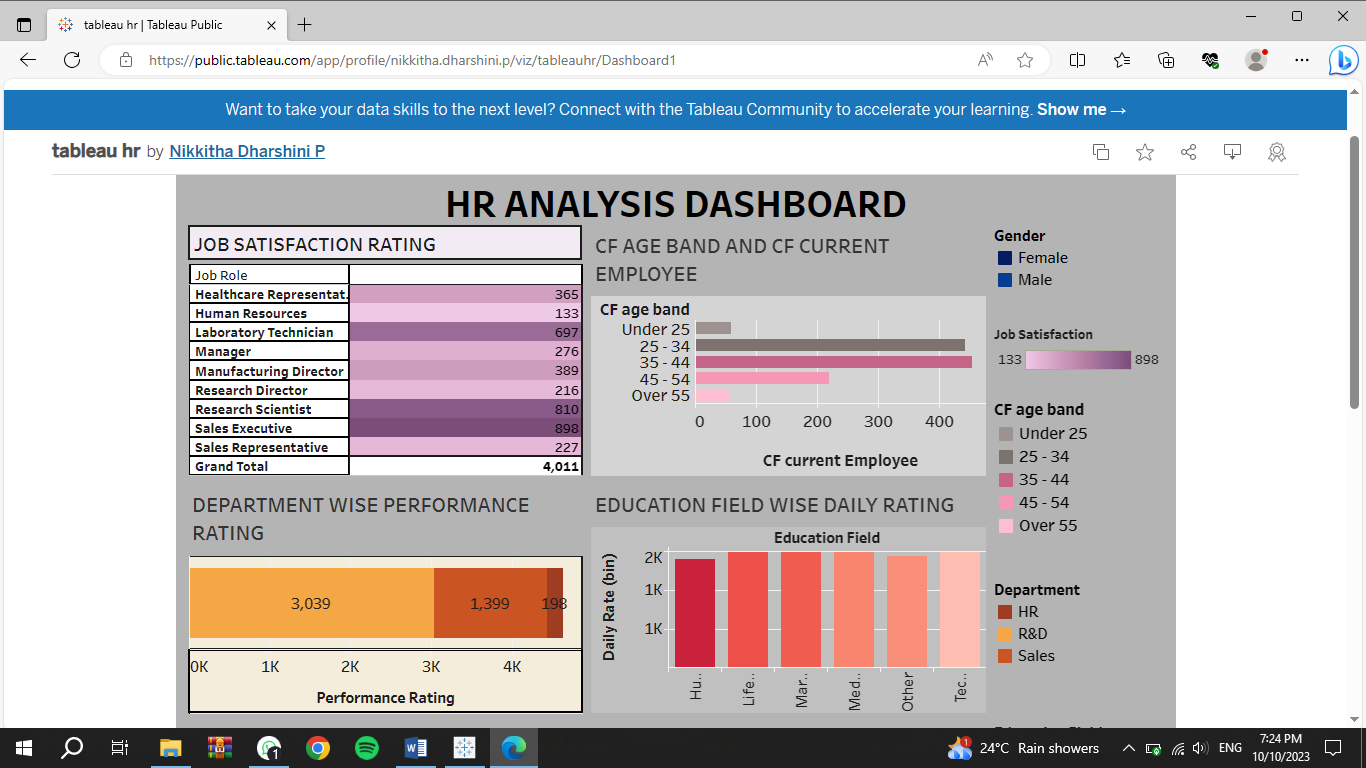 tableau hr | Tableau Public
https://public.tableau.com/app/profile/nikkitha.dharshini.p/viz/tableauhr/Dashboard1
Want to take your data skills to the next level? Connect with the Tableau Community to accelerate your learning. Show me →
tableau hr by Nikkitha Dharshini P
HR ANALYSIS DASHBOARD
JOB SATISFACTION RATING
Job Role
Healthcare Representat. 365
Human Resources 133
Laboratory Technician 697
Manager 276
Manufacturing Director 389
Research Director 216
Research Scientist 810
Sales Executive 898
Sales Representative 227
Grand Total 4,011
CF AGE BAND AND CF CURRENT
EMPLOYEE
CF age band
Under 25
25 - 34
35 - 44
45 - 54
Over 55
0 100 200 300 400
CF current Employee
Gender
Female
Male
Job Satisfaction
133 898
CF age band
Under 25
25 - 34
35 - 44
45 - 54
Over 55
DEPARTMENT WISE PERFORMANCE
RATING
3,039 1,399 198
0K 1K 2K 3K 4K
Performance Rating
EDUCATION FIELD WISE DAILY RATING
Education Field
Daily Rate (bin)
2K
1K
1K
Hu.. Life.. Mar.. Med.. Other Tec..
Department
HR
R&D
Sales
24°C Rain showers
ENG
7:24 PM
10/10/2023